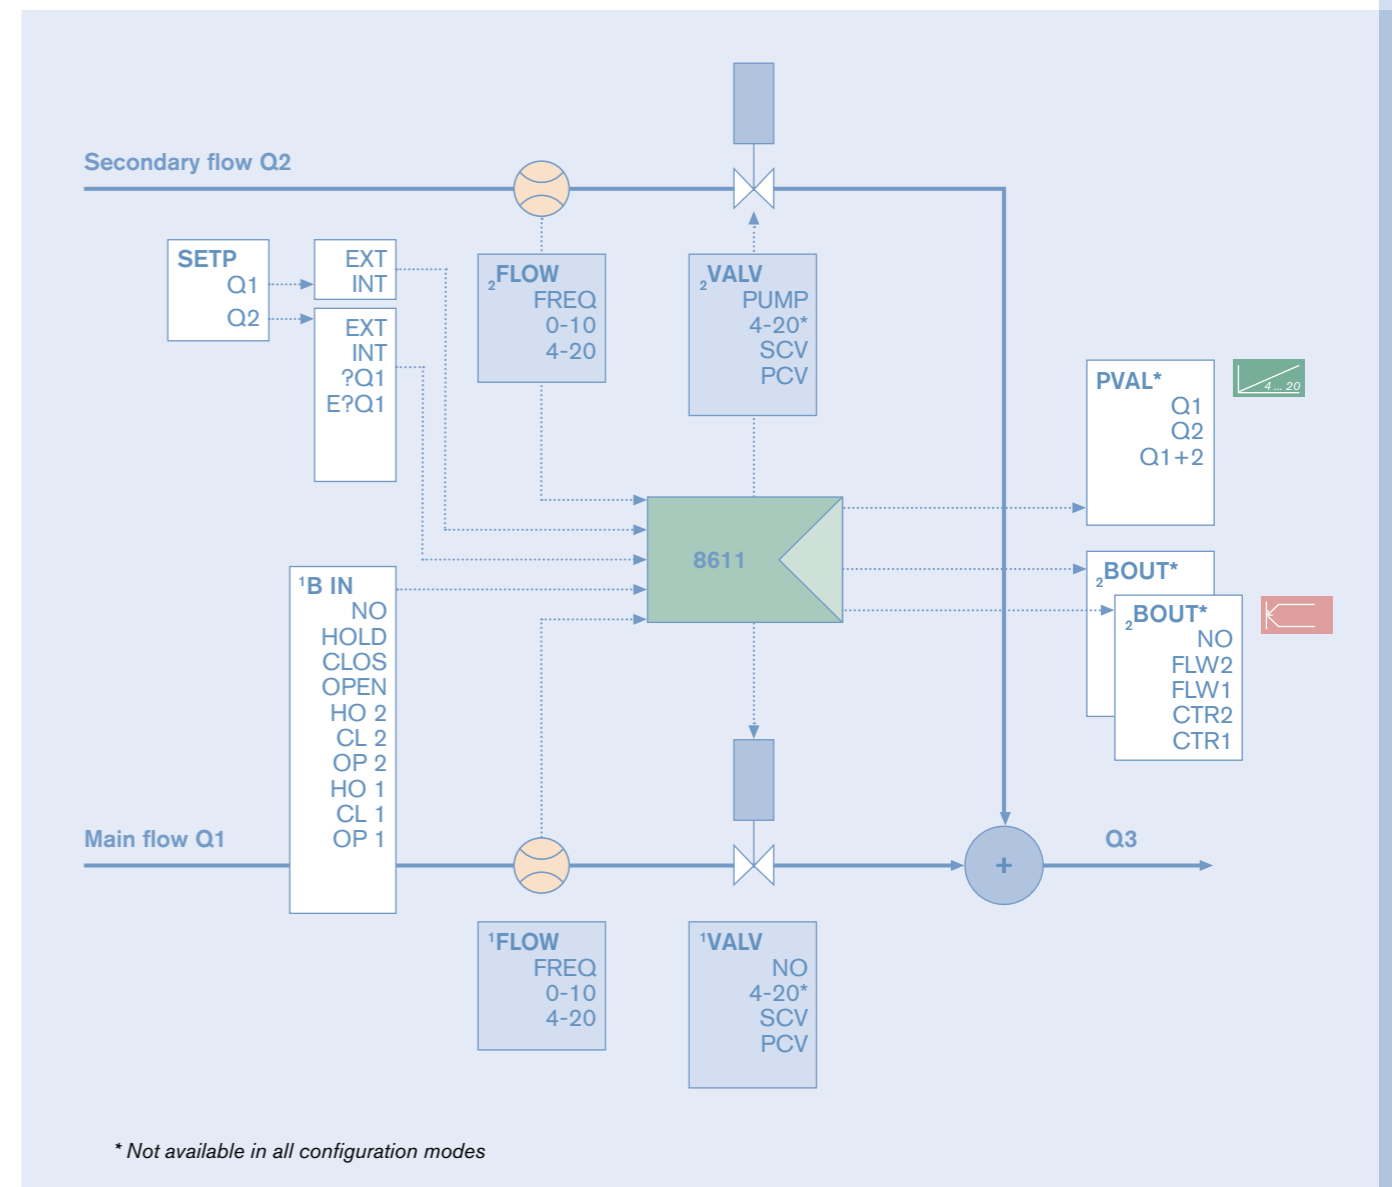 Secondary flow Q2
SETP
Q1
Q2
EXT
INT
EXT
INT
?Q1
E?Q1
2FLOW
FREQ
0-10
4-20
2VALV
PUMP
4-20*
SCV
PCV
PVAL*
Q1
Q2
Q1+2
4 ... 20
8611
2BOUT*
2BOUT*
NO
FLW2
FLW1
CTR2
CTR1
1B IN
NO
HOLD
CLOS
OPEN
HO 2
CL 2
OP 2
HO 1
CL 1
OP 1
Main flow Q1
+
Q3
1FLOW
FREQ
0-10
4-20
1VALV
NO
4-20*
SCV
PCV
* Not available in all configuration modes